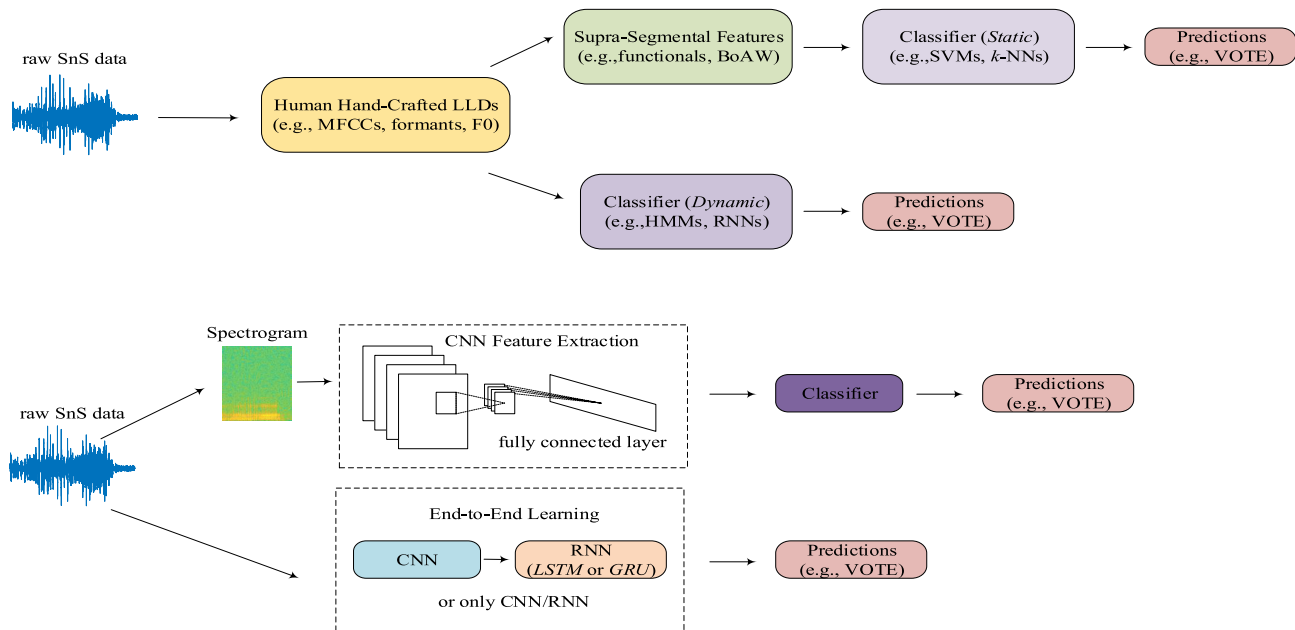 raw SnS data
Human Hand-Crafted LLDs
(e.g., MFCCs, formants, F0)
Supra-Segmental Features
(e.g.,functionals, BoAW)
Classifier (Static)
(e.g.,SVMs, k-NNs)
Predictions
(e.g., VOTE)
Classifier (Dynamic)
(e.g.,HMMs, RNNs)
Predictions
(e.g., VOTE)
raw SnS data
Spectrogram
CNN Feature Extraction
fully connected layer
Classifier
Predictions
(e.g., VOTE)
End-to-End Learning
CNN
RNN
(LSTM or GRU)
or only CNN/RNN
Predictions
(e.g., VOTE)